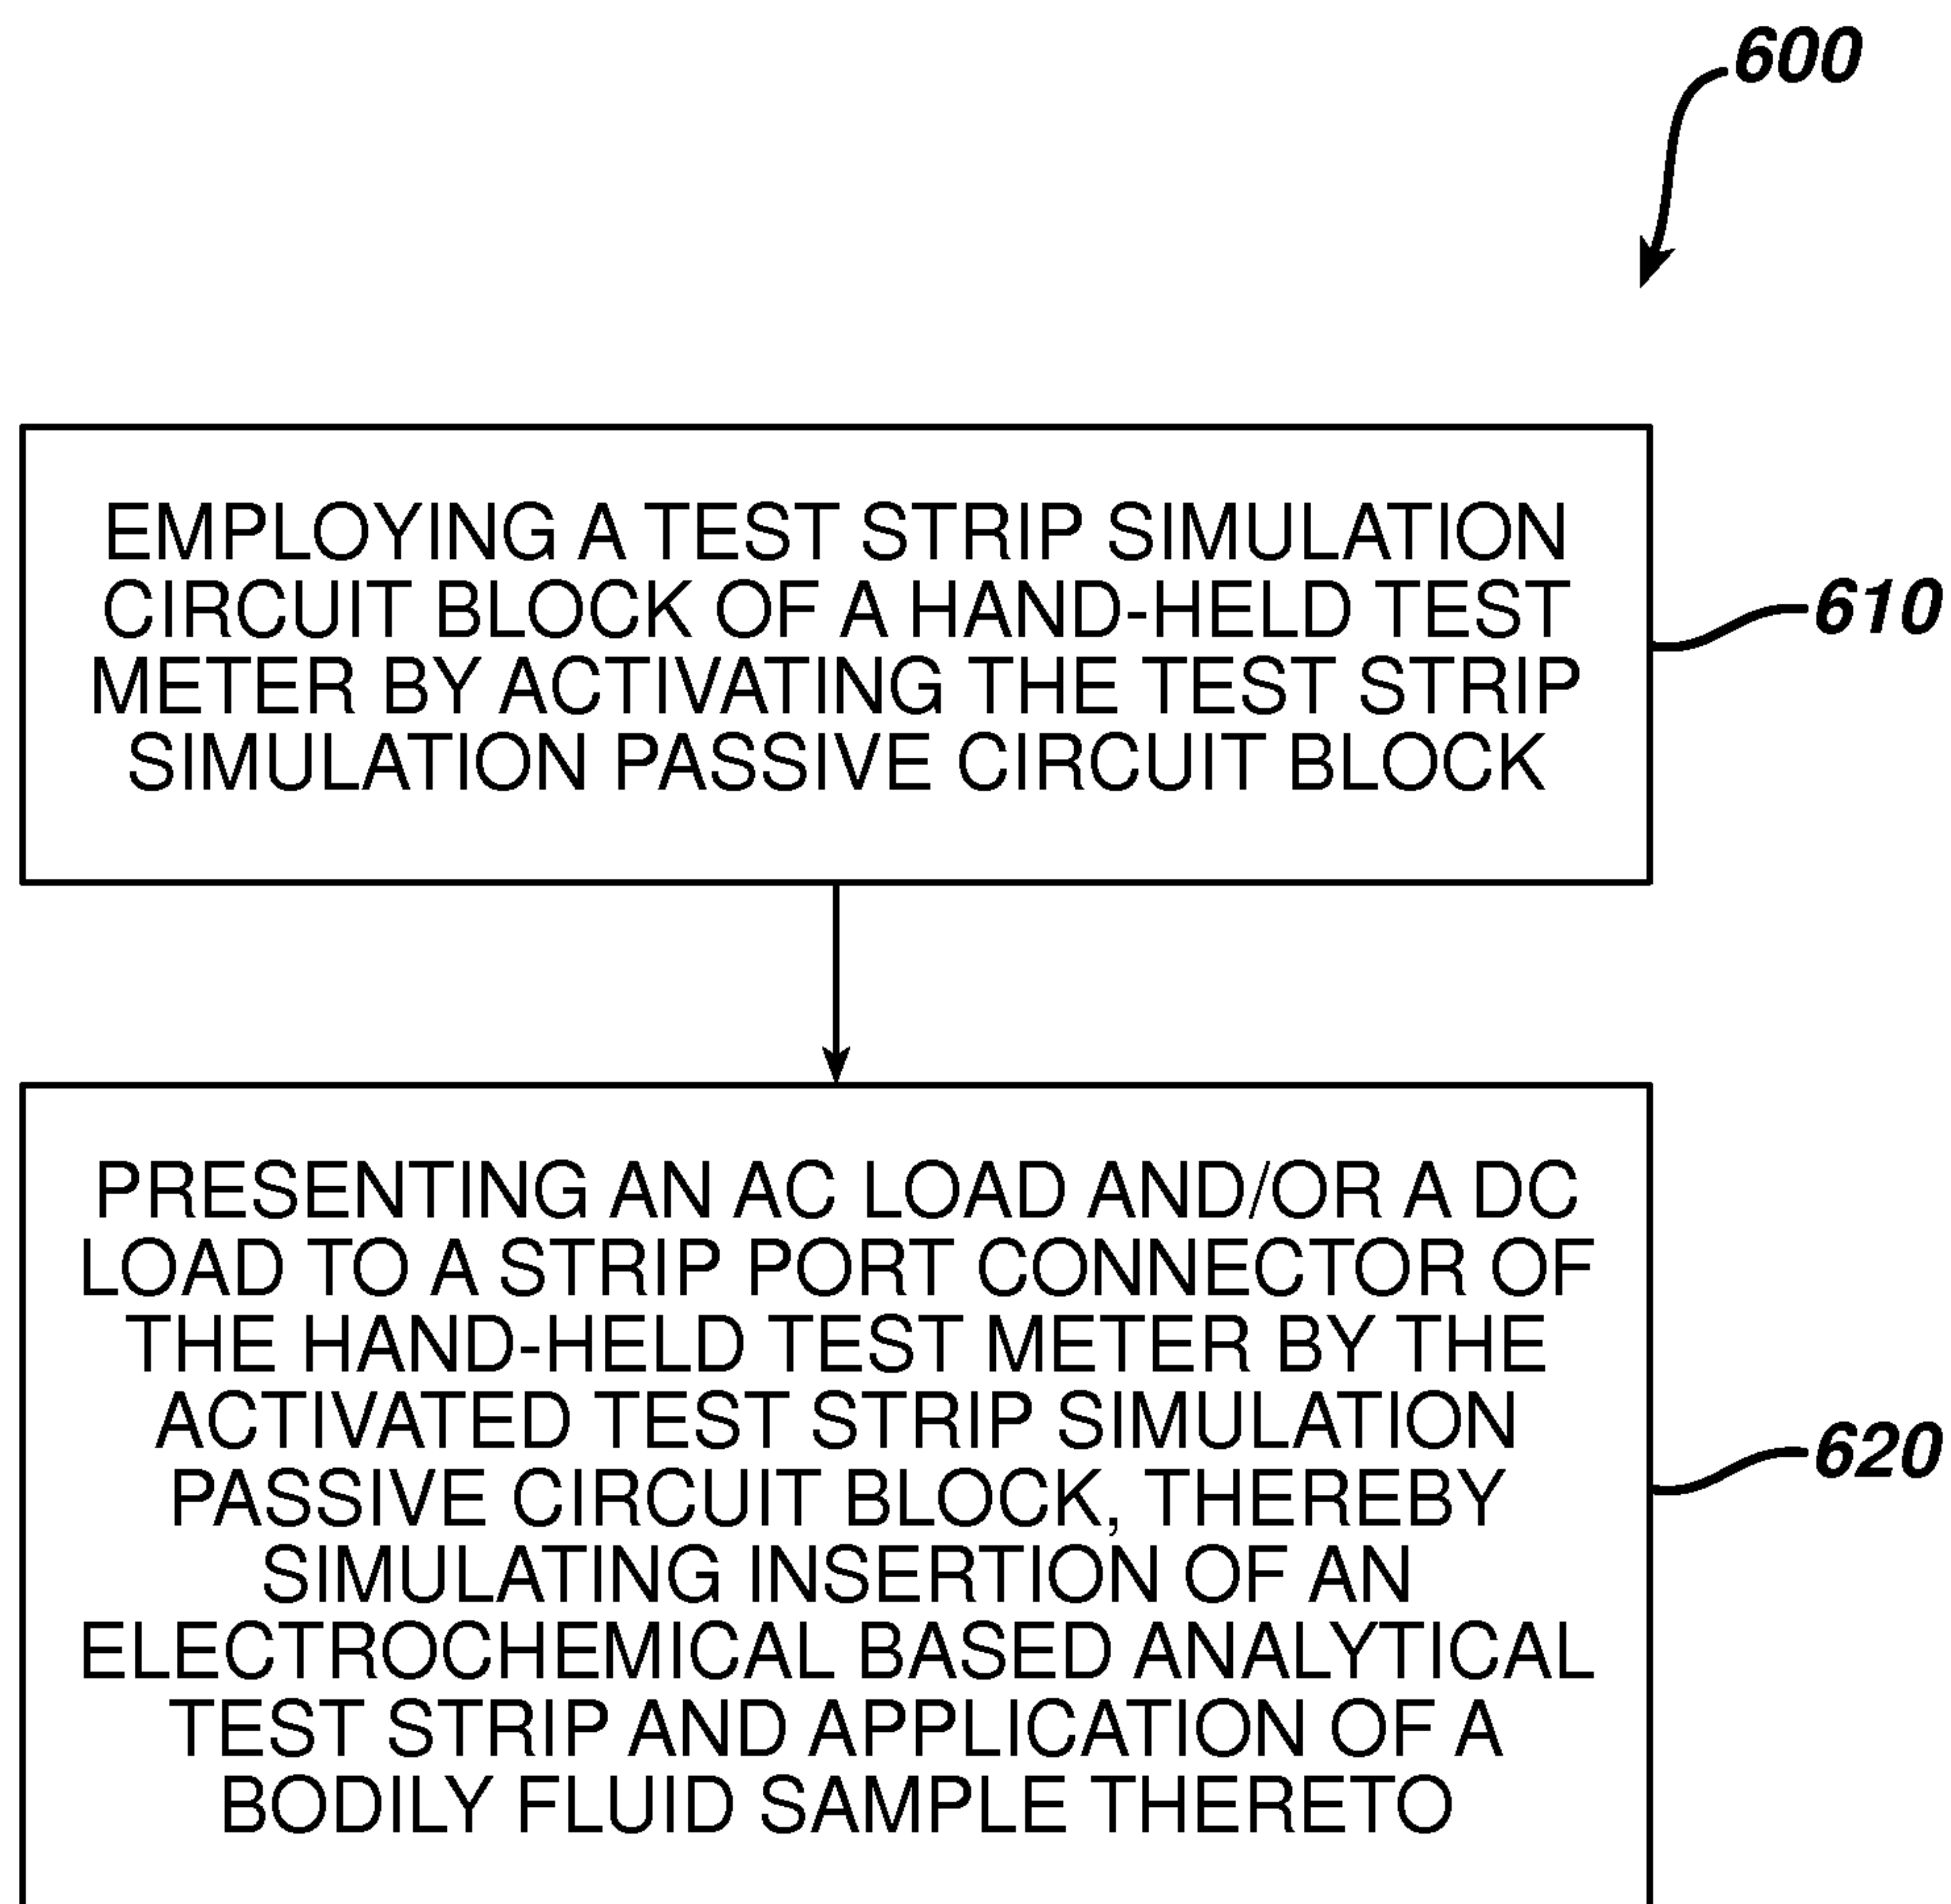 600
EMPLOYING A TEST STRIP SIMULATION
CIRCUIT BLOCK OF A HAND-HELD TEST
METER BY ACTIVATING THE TEST STRIP
SIMULATION PASSIVE CIRCUIT BLOCK
610
PRESENTING AN AC LOAD AND/OR A DC
LOAD TO A STRIP PORT CONNECTOR OF
THE HAND-HELD TEST METER BY THE
ACTIVATED TEST STRIP SIMULATION
PASSIVE CIRCUIT BLOCK, THEREBY
SIMULATING INSERTION OF AN
ELECTROCHEMICAL BASED ANALYTICAL
TEST STRIP AND APPLICATION OF A
BODILY FLUID SAMPLE THERETO
620